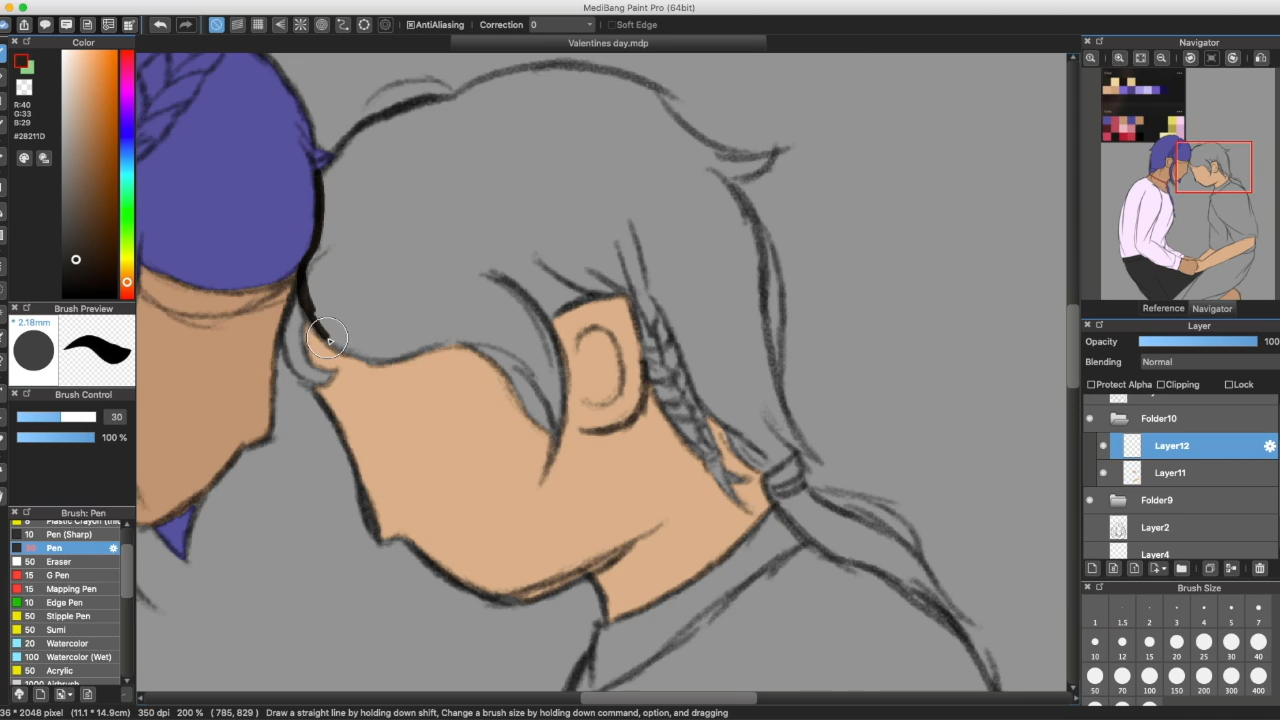 MediBang Paint Pro (64bit)
AntiAliasing Correction 0 Soft Edge
Color
Valentines day.mdp
Navigator
R:40
G:33
B:29
#28211D
Brush Preview
* 2.18mm
Brush Control
30
100 %
Brush: Pen
10 Pen (Sharp)
Pen
50 Eraser
15 G Pen
15 Mapping Pen
10 Edge Pen
50 Stipple Pen
50 Sumi
20 Watercolor
100 Watercolor (Wet)
50 Acrylic
Reference Navigator
Layer
Opacity 100
Blending Normal
Protect Alpha Clipping Lock
Folder10
Layer12
Layer11
Folder9
Layer2
Layer4
Brush Size
1 1.5 2 3 4 5 7
10 12 15 20 25 30 40
50 70 100 150 200 300 400
36 * 2048 pixel (11.1 * 14.9cm) 350 dpi 200 % ( 785, 829 ) Draw a straight line by holding down shift, Change a brush size by holding down command, option, and dragging